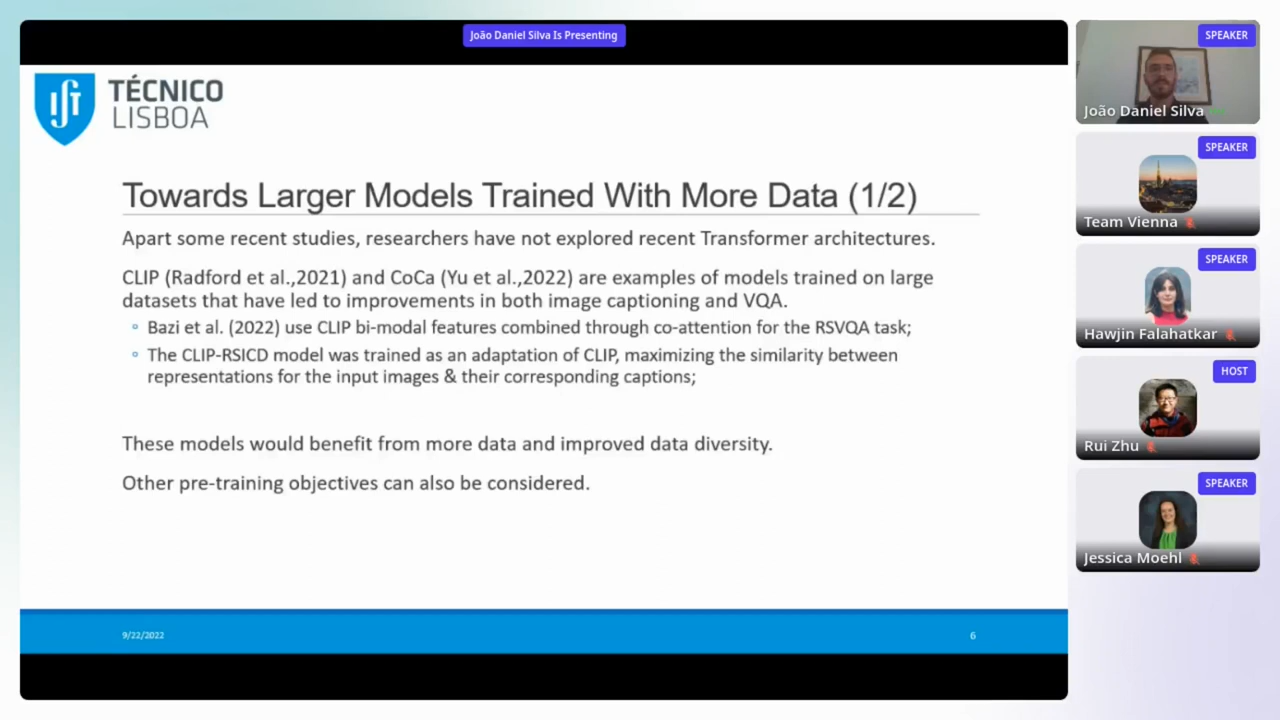 João Daniel Silva Is Presenting
TÉCNICO
LISBOA
Towards Larger Models Trained With More Data (1/2)
Apart some recent studies, researchers have not explored recent Transformer architectures.
CLIP (Radford et al.,2021) and CoCa (Yu et al.,2022) are examples of models trained on large
datasets that have led to improvements in both image captioning and VQA.
◦ Bazi et al. (2022) use CLIP bi-modal features combined through co-attention for the RSVQA task;
◦ The CLIP-RSICD model was trained as an adaptation of CLIP, maximizing the similarity between
representations for the input images & their corresponding captions;
These models would benefit from more data and improved data diversity.
Other pre-training objectives can also be considered.
9/22/2022
6
SPEAKER
João Daniel Silva
SPEAKER
Team Vienna
SPEAKER
Hawjin Falahatkar
HOST
Rui Zhu
SPEAKER
Jessica Moehl